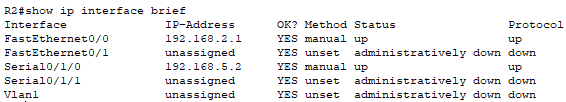 R2#show ip interface brief
Interface IP-Address OK? Method Status Protocol
FastEthernet0/0 192.168.2.1 YES manual up up
FastEthernet0/1 unassigned YES unset administratively down down
Serial0/1/0 192.168.5.2 YES manual up up
Serial0/1/1 unassigned YES unset administratively down down
Vlan1 unassigned YES unset administratively down down